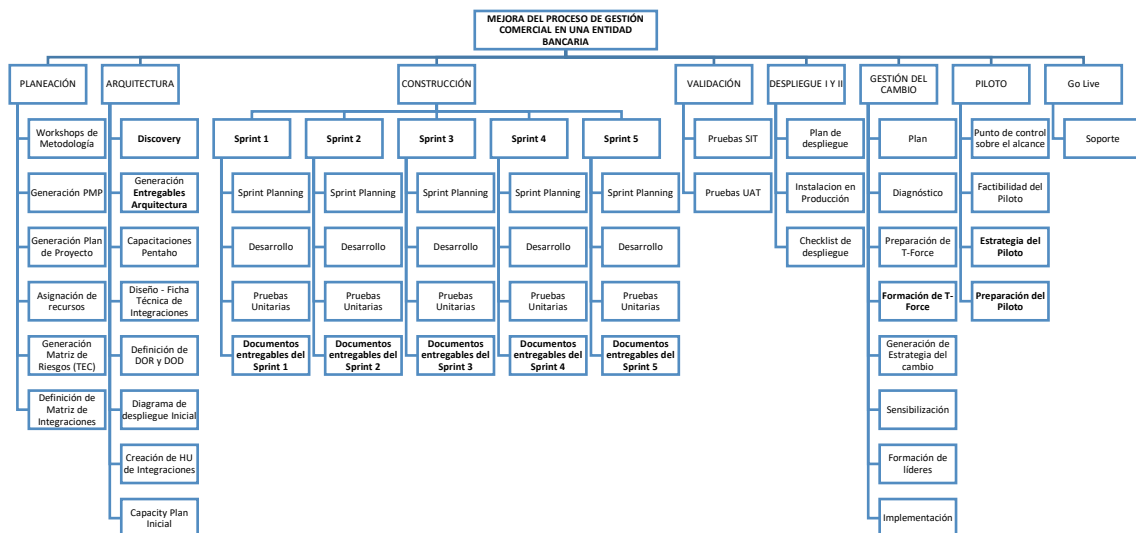 MEJORA DEL PROCESO DE GESTIÓN
COMERCIAL EN UNA ENTIDAD
BANCARIA
PLANEACIÓN
Workshops de
Metodología
Generación PMP
Generación Plan
de Proyecto
Asignación de
recursos
Generación
Matriz de
Riesgos (TEC)
Definición de
Matriz de
Integraciones
ARQUITECTURA
Discovery
Generación
Entregables
Arquitectura
Capacitaciones
Pentaho
Diseño - Ficha
Técnica de
Integraciones
Definición de
DOR y DOD
Diagrama de
despliegue Inicial
Creación de HU
de Integraciones
Capacity Plan
Inicial
CONSTRUCCIÓN
Sprint 1
Sprint Planning
Desarrollo
Pruebas
Unitarias
Documentos
entregables del
Sprint 1
Sprint 2
Sprint Planning
Desarrollo
Pruebas
Unitarias
Documentos
entregables del
Sprint 2
Sprint 3
Sprint Planning
Desarrollo
Pruebas
Unitarias
Documentos
entregables del
Sprint 3
Sprint 4
Sprint Planning
Desarrollo
Pruebas
Unitarias
Documentos
entregables del
Sprint 4
Sprint 5
Sprint Planning
Desarrollo
Pruebas
Unitarias
Documentos
entregables del
Sprint 5
VALIDACIÓN
Pruebas SIT
Pruebas UAT
DESPLIEGUE I Y II
Plan de
despliegue
Instalacion en
Producción
Checklist de
despliegue
GESTIÓN DEL
CAMBIO
Plan
Diagnóstico
Preparación de
T-Force
Formación de T-
Force
Generación de
Estrategia del
cambio
Sensibilización
Formación de
líderes
Implementación
PILOTO
Punto de control
sobre el alcance
Factibilidad del
Piloto
Estrategia del
Piloto
Preparación del
Piloto
Go Live
Soporte